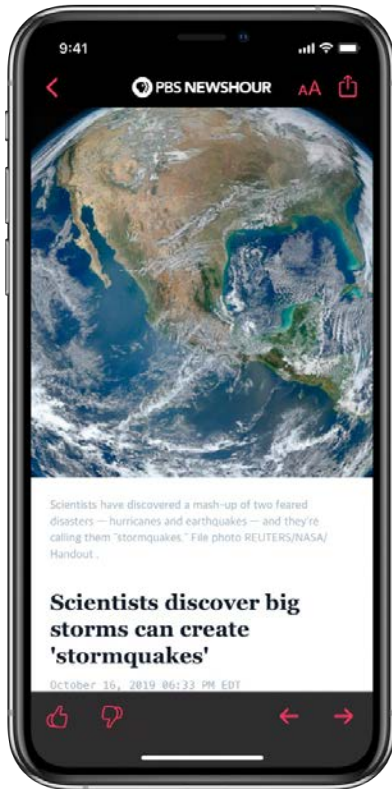 9:41
PBS NEWSHOUR AA
Scientists have discovered a mash-up of two feared
disasters — hurricanes and earthquakes — and they're
calling them "stormquakes." File photo REUTERS/NASA/
Handout .
Scientists discover big
storms can create
'stormquakes'
October 16, 2019 06:33 PM EDT